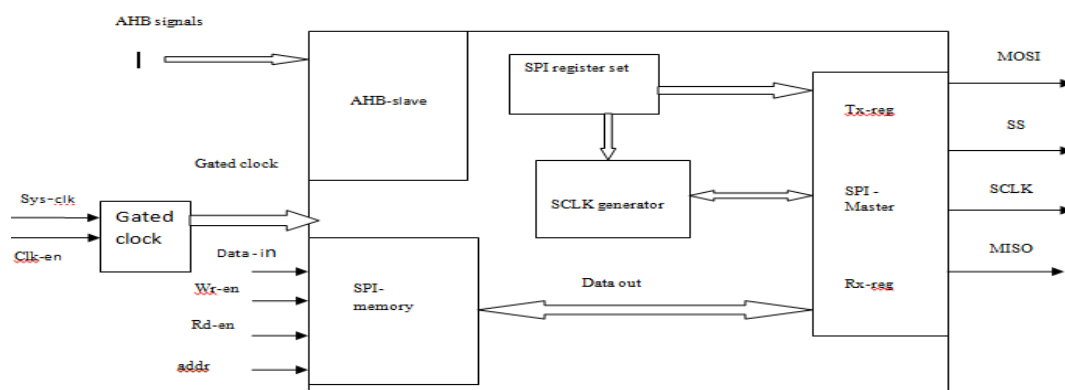 AHB signals
AHB-slave
SPI register set
MOSI
Tx-reg
SS
Gated clock
Sys-clk
Gated
clock
Clk-en
SCLK generator
SPI -
Master
SCLK
MISO
Data-in
Wr-en
Rd-en
addr
SPI-
memory
Data out
Rx-reg